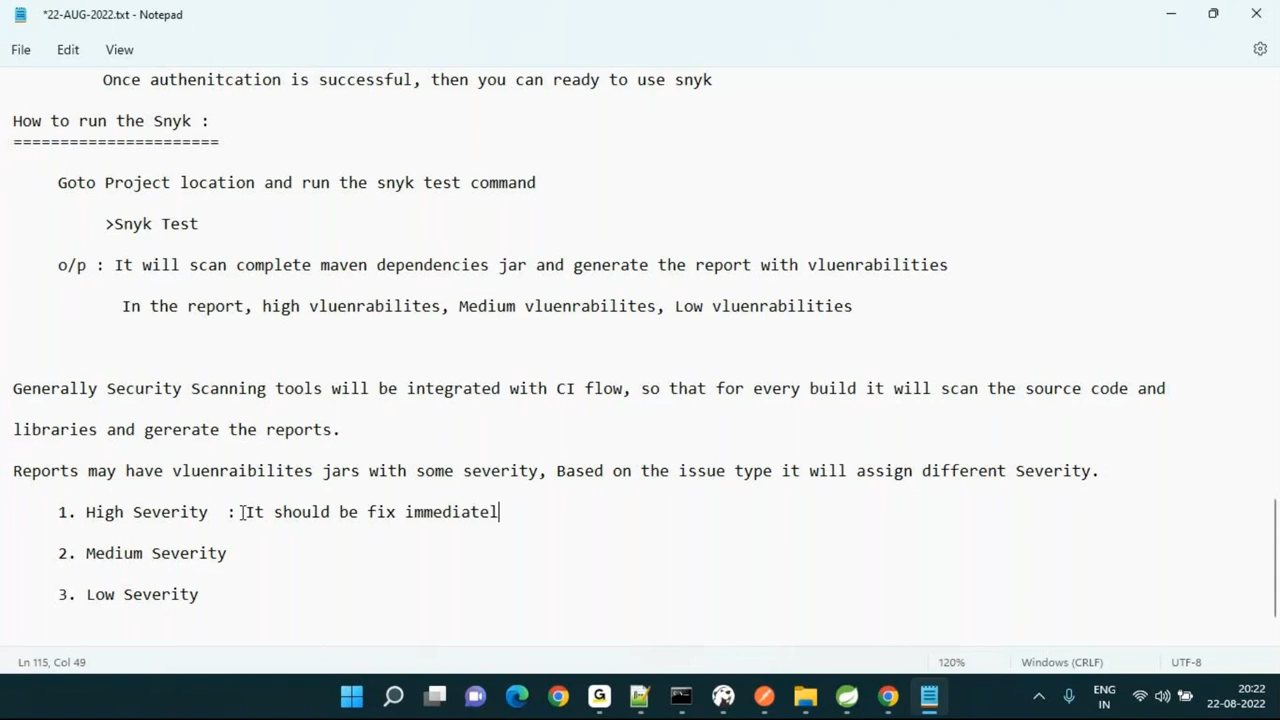 *22-AUG-2022.txt - Notepad
File Edit View
Once authenitcation is successful, then you can ready to use snyk
How to run the Snyk :
======================
Goto Project location and run the snyk test command
>Snyk Test
o/p : It will scan complete maven dependencies jar and generate the report with vluenrabilities
In the report, high vluenrabilites, Medium vluenrabilites, Low vluenrabilities
Generally Security Scanning tools will be integrated with CI flow, so that for every build it will scan the source code and
libraries and gererate the reports.
Reports may have vluenraibilites jars with some severity, Based on the issue type it will assign different Severity.
1. High Severity : It should be fix immediatel
2. Medium Severity
3. Low Severity
Ln 115, Col 49 120% Windows (CRLF) UTF-8
ENG
IN
20:22
22-08-2022